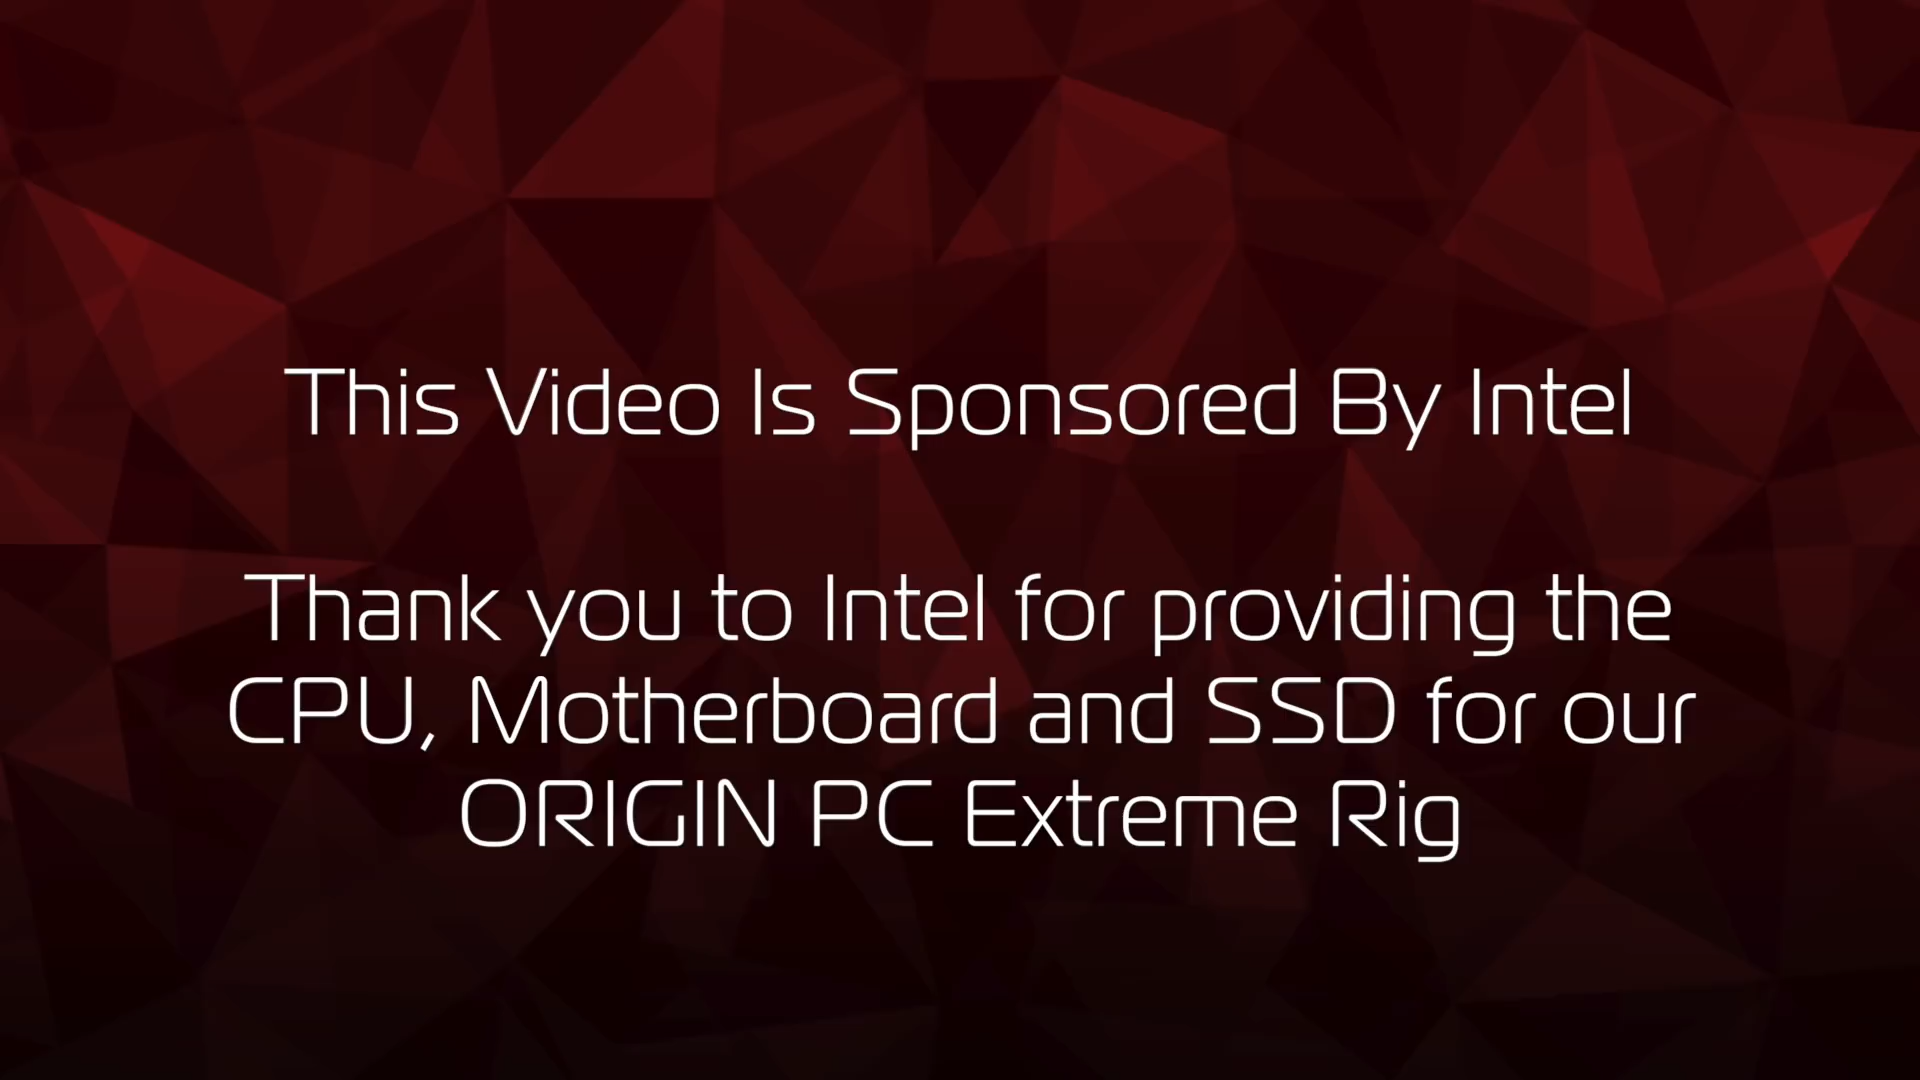 This Video Is Sponsored By Intel
Thank you to Intel for providing the
CPU, Motherboard and SSD for our
ORIGIN PC Extreme Rig